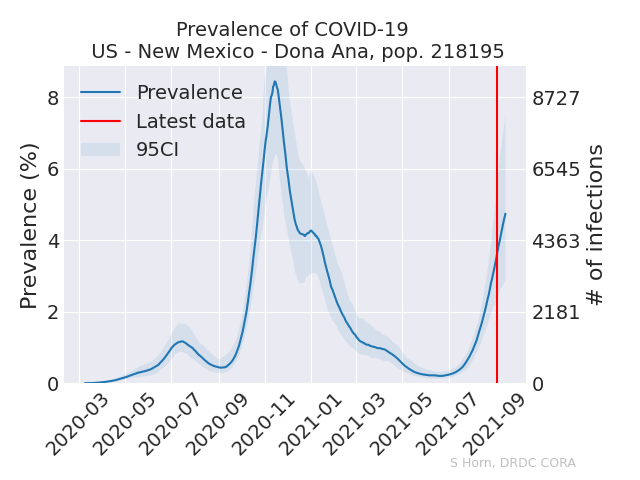 Prevalence of COVID-19
US - New Mexico - Dona Ana, pop. 218195
Prevalence
Latest data
95CI
Prevalence (%)
8
6
4
2
0
8727
6545
4363
2181
0
# of infections
2020-03
2020-05
2020-07
2020-09
2020-11
2021-01
2021-03
2021-05
2021-07
2021-09
S Horn, DRDC CORA